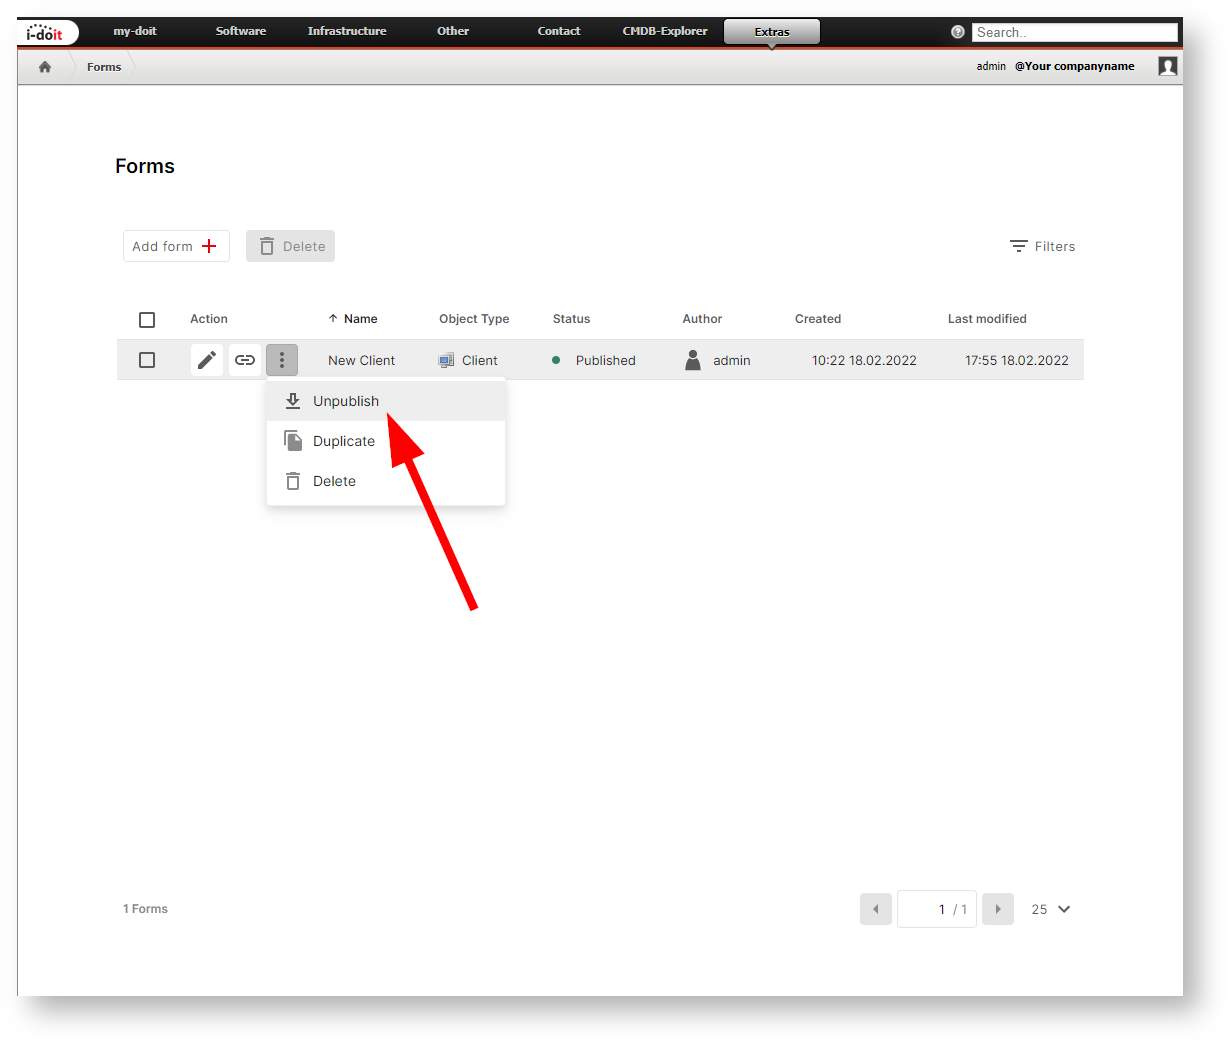 i-doit my-doit Software Infrastructure Other Contact CMDB-Explorer Extras ? Search..
Forms admin @Your companyname
Forms
Add form Delete Filters
Action Name Object Type Status Author Created Last modified
New Client Client Published admin 10:22 18.02.2022 17:55 18.02.2022
Unpublish
Duplicate
Delete
1 Forms 1 / 1 25